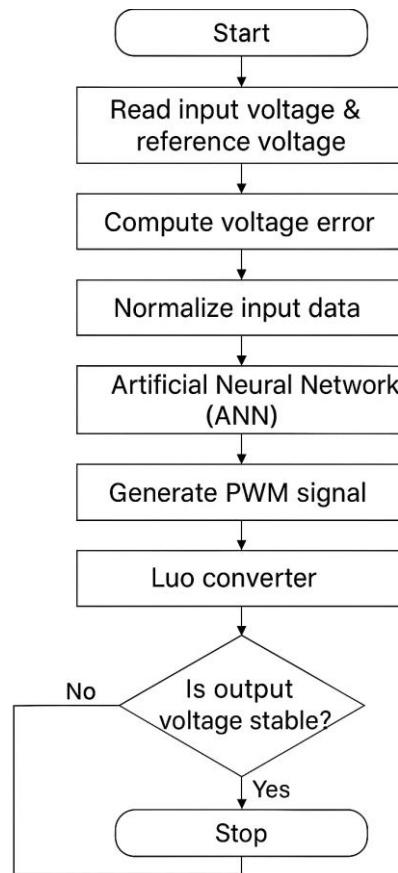 Start
Read input voltage &
reference voltage
Compute voltage error
Normalize input data
Artificial Neural Network
(ANN)
Generate PWM signal
Luo converter
Is output
voltage stable?
No
Yes
Stop